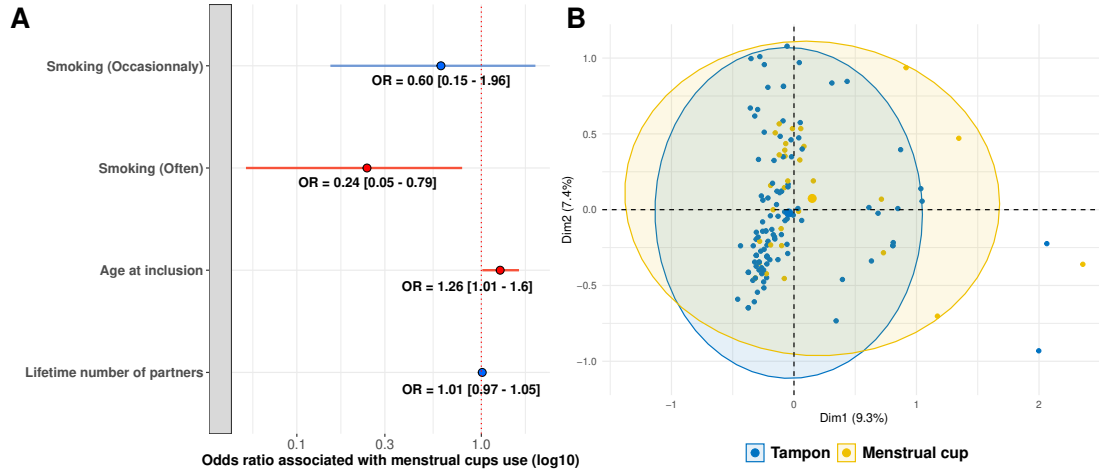 A
Smoking (Occasionnaly)
OR = 0.60 [0.15 - 1.96]
Smoking (Often)
OR = 0.24 [0.05 - 0.79]
Age at inclusion
OR = 1.26 [1.01 - 1.6]
Lifetime number of partners
OR = 1.01 [0.97 - 1.05]
0.1 0.3 1.0
Odds ratio associated with menstrual cups use (log10)
B
Dim2 (7.4%)
1.0
0.5
0.0
−0.5
−1.0
−1 0 1 2
Dim1 (9.3%)
Tampon Menstrual cup